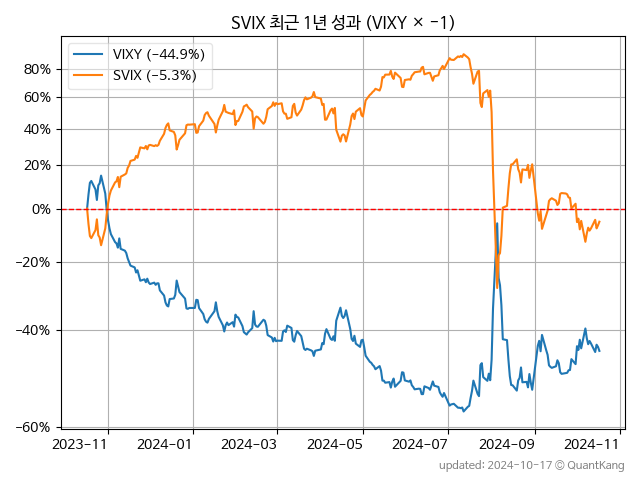 SVIX 최근 1년 성과 (VIXY × −1)
VIXY (−44.9%)
SVIX (−5.3%)
80%
60%
40%
20%
0%
−20%
−40%
−60%
2023-11 2024-01 2024-03 2024-05 2024-07 2024-09 2024-11
updated: 2024-10-17 © QuantKang